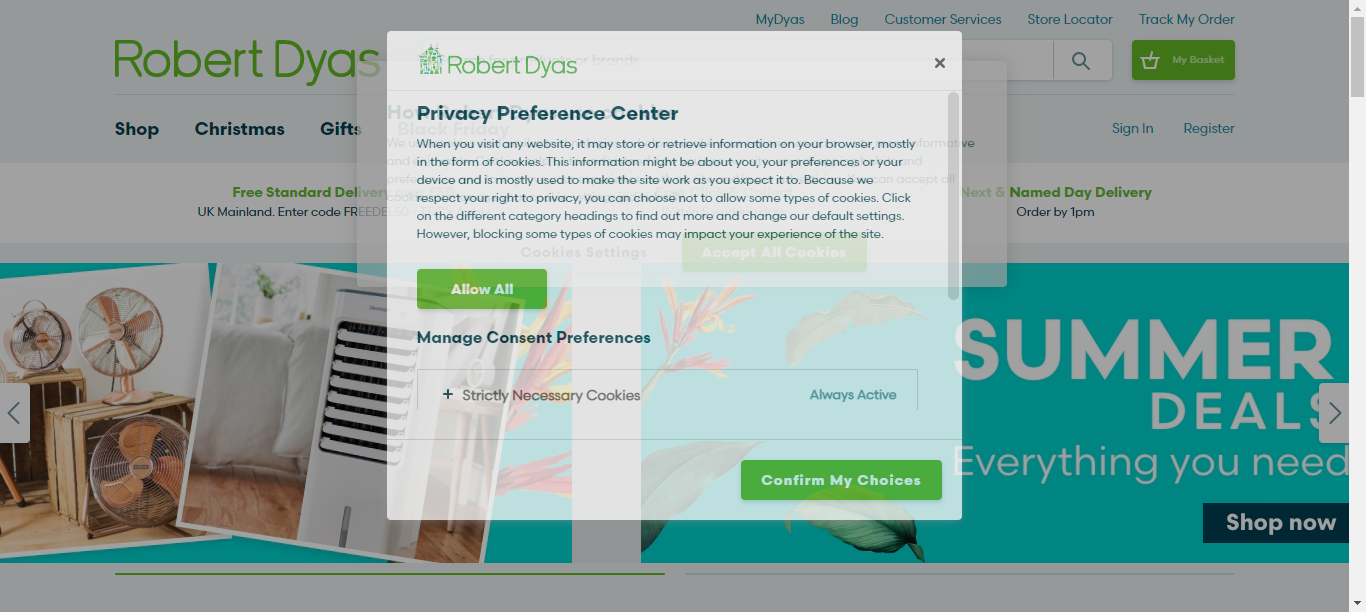 MyDyas Blog Customer Services Store Locator Track My Order
Robert Dyas
My Basket
Shop Christmas Gifts Black Friday
Sign In Register
Free Standard Delivery
UK Mainland. Enter code FREEDEL50
Next & Named Day Delivery
Order by 1pm
Cookies Settings
Accept All Cookies
Robert Dyas
Privacy Preference Center
When you visit any website, it may store or retrieve information on your browser, mostly
in the form of cookies. This information might be about you, your preferences or your
device and is mostly used to make the site work as you expect it to. Because we
respect your right to privacy, you can choose not to allow some types of cookies. Click
on the different category headings to find out more and change our default settings.
However, blocking some types of cookies may impact your experience of the site.
Allow All
Manage Consent Preferences
+ Strictly Necessary Cookies
Always Active
Confirm My Choices
SUMMER
DEALS
Everything you need
Shop now